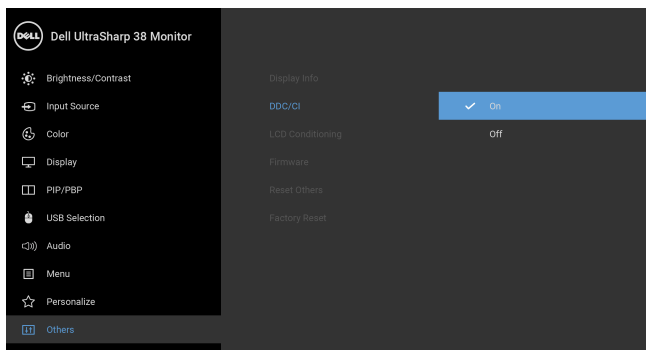 DELL Dell UltraSharp 38 Monitor
Brightness/Contrast Display Info
Input Source DDC/CI On
Color LCD Conditioning Off
Display Firmware
PIP/PBP Reset Others
USB Selection Factory Reset
Audio
Menu
Personalize
Others